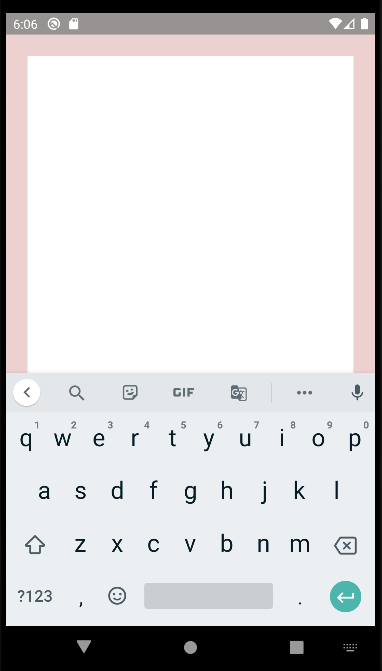 6:06
GIF
1 2 3 4 5 6 7 8 9 0
q w e r t y u i o p
a s d f g h j k l
z x c v b n m
?123 , .